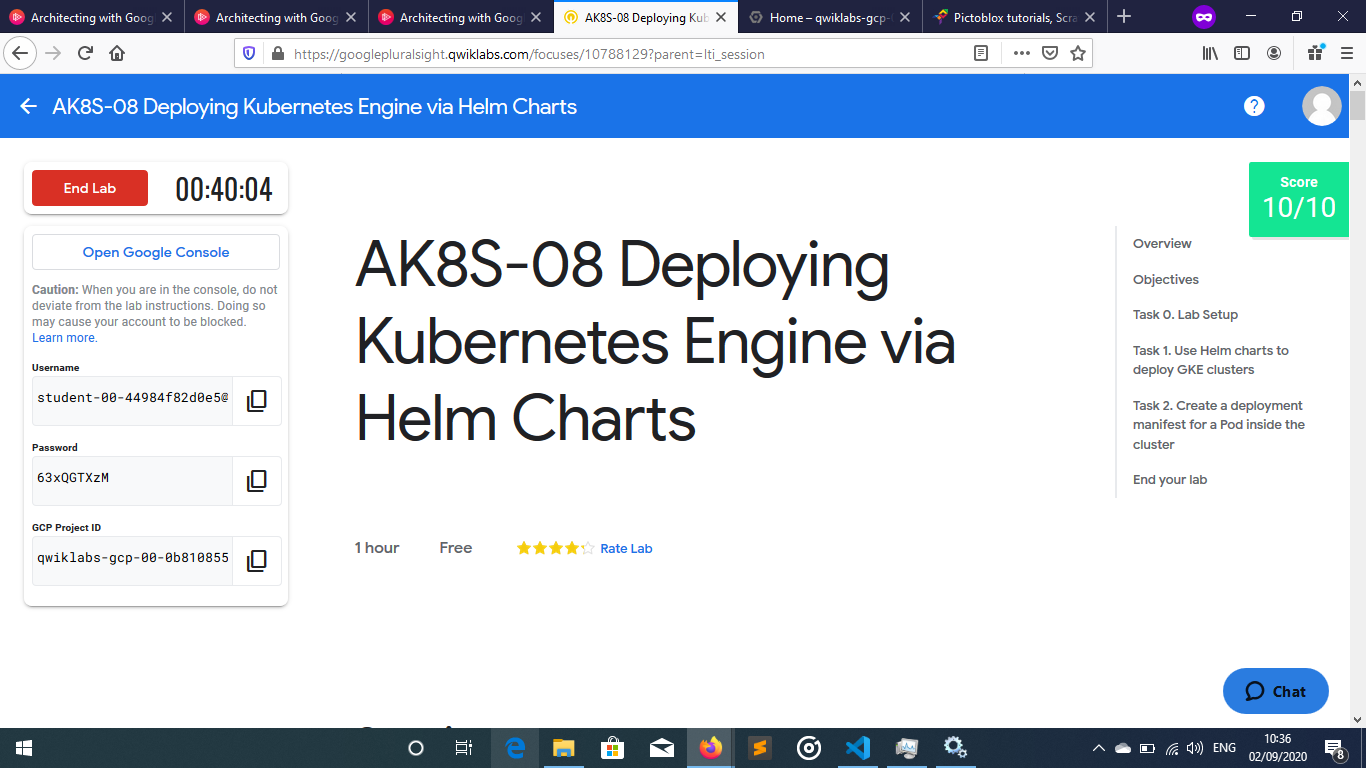 Architecting with Goog
Architecting with Goog
Architecting with Goog
AK8S-08 Deploying Kub
Home – qwiklabs-gcp-0
Pictoblox tutorials, Scra
https://googlepluralsight.qwiklabs.com/focuses/10788129?parent=lti_session
AK8S-08 Deploying Kubernetes Engine via Helm Charts
End Lab
00:40:04
Open Google Console
Caution: When you are in the console, do not
deviate from the lab instructions. Doing so
may cause your account to be blocked.
Learn more.
Username
student-00-44984f82d0e5@
Password
63xQGTXzM
GCP Project ID
qwiklabs-gcp-00-0b810855
AK8S-08 Deploying
Kubernetes Engine via
Helm Charts
1 hour
Free
Rate Lab
Score
10/10
Overview
Objectives
Task 0. Lab Setup
Task 1. Use Helm charts to
deploy GKE clusters
Task 2. Create a deployment
manifest for a Pod inside the
cluster
End your lab
Chat
ENG
10:36
02/09/2020
8